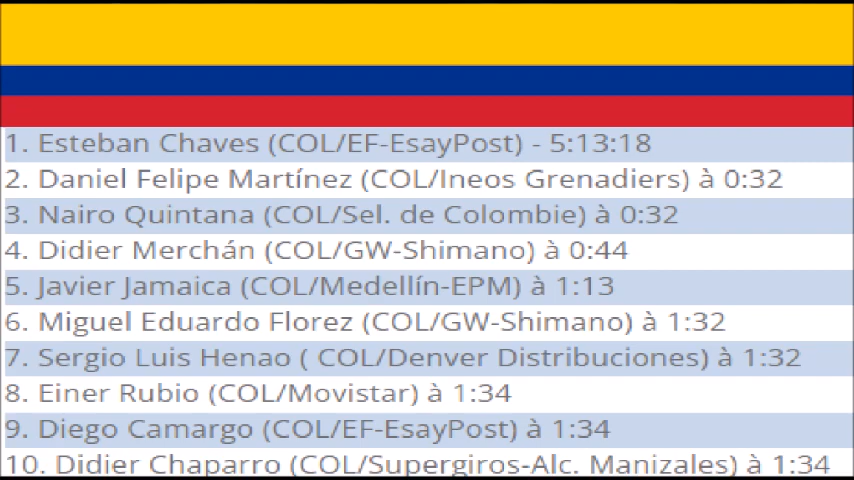 1. Esteban Chaves (COL/EF-EsayPost) - 5:13:18
2. Daniel Felipe Martínez (COL/Ineos Grenadiers) à 0:32
3. Nairo Quintana (COL/Sel. de Colombie) à 0:32
4. Didier Merchán (COL/GW-Shimano) à 0:44
5. Javier Jamaica (COL/Medellín-EPM) à 1:13
6. Miguel Eduardo Florez (COL/GW-Shimano) à 1:32
7. Sergio Luis Henao ( COL/Denver Distribuciones) à 1:32
8. Einer Rubio (COL/Movistar) à 1:34
9. Diego Camargo (COL/EF-EsayPost) à 1:34
10. Didier Chaparro (COL/Supergiros-Alc. Manizales) à 1:34